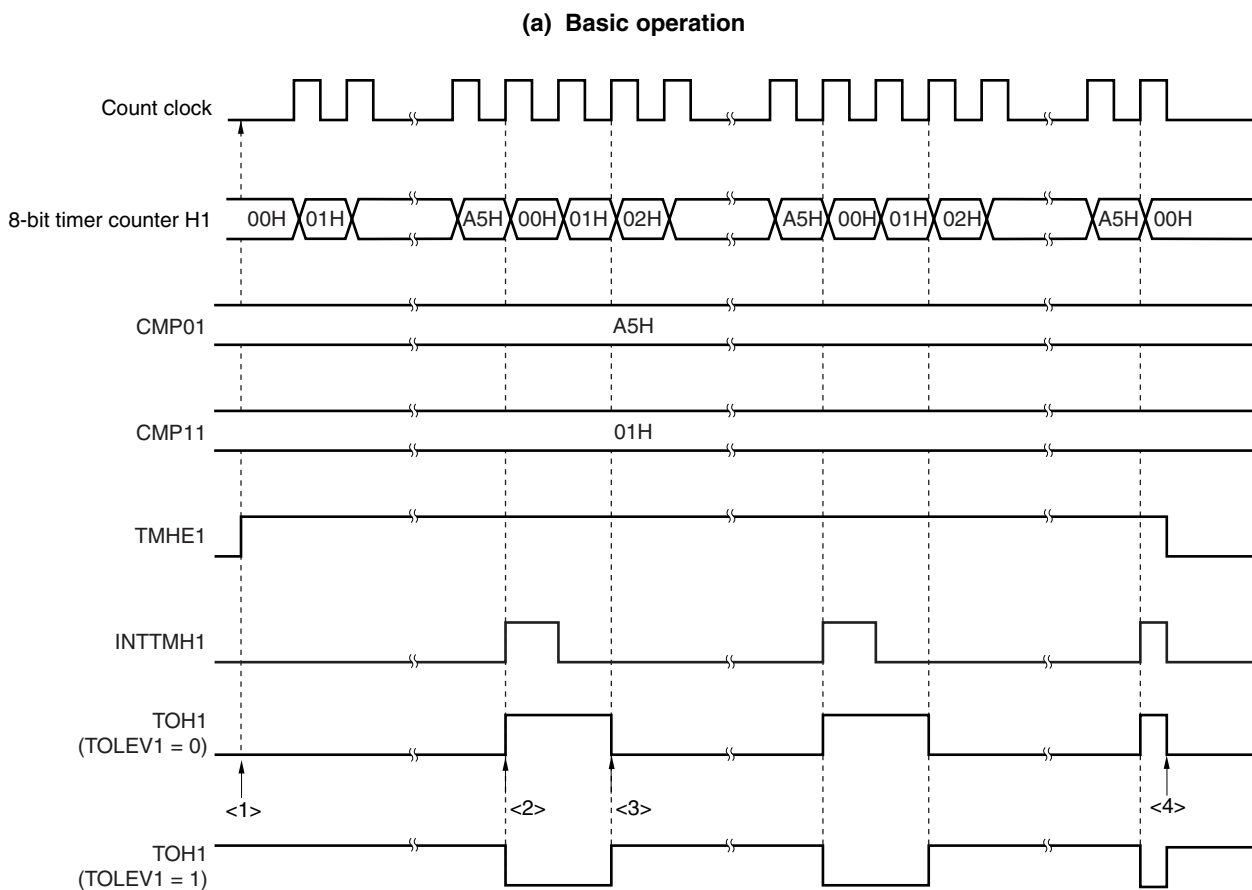 (a) Basic operation
Count clock
8-bit timer counter H1
00H 01H A5H 00H 01H 02H A5H 00H 01H 02H A5H 00H
CMP01
A5H
CMP11
01H
TMHE1
INTTMH1
TOH1
(TOLEV1 = 0)
<1> <2> <3> <4>
TOH1
(TOLEV1 = 1)